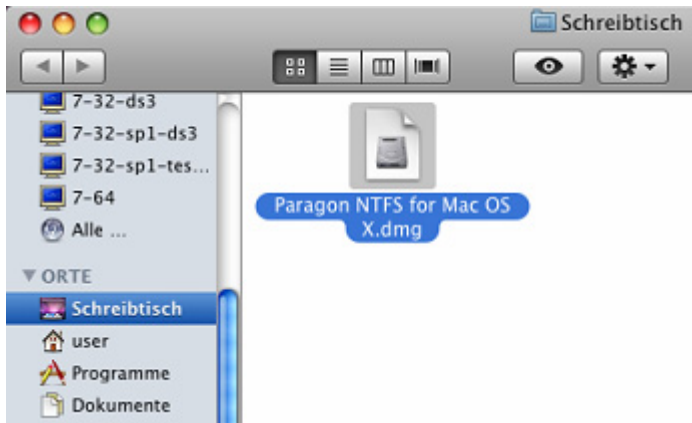 Schreibtisch
7-32-ds3
7-32-sp1-ds3
7-32-sp1-tes...
7-64
Alle ...
ORTE
Schreibtisch
user
Programme
Dokumente
Paragon NTFS for Mac OS
X.dmg